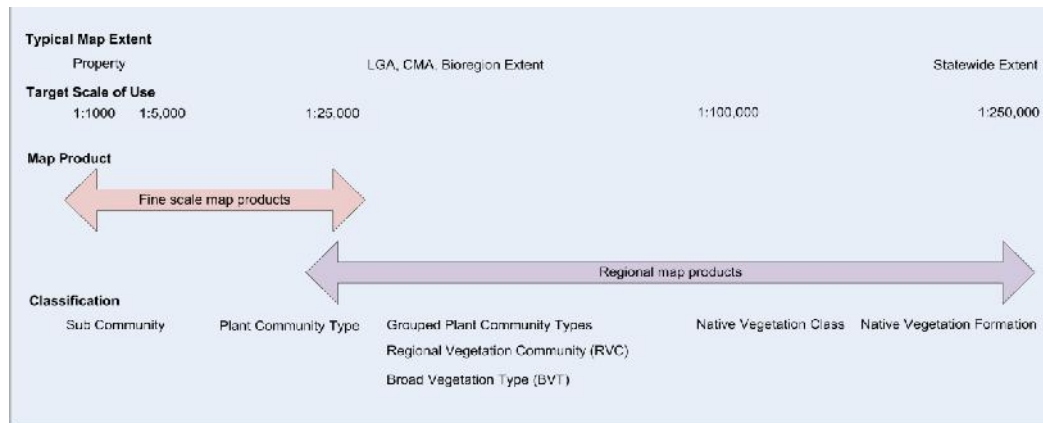 Typical Map Extent
Property LGA, CMA, Bioregion Extent Statewide Extent
Target Scale of Use
1:1000 1:5,000 1:25,000 1:100,000 1:250,000
Map Product
Fine scale map products
Regional map products
Classification
Sub Community Plant Community Type Grouped Plant Community Types Native Vegetation Class Native Vegetation Formation
Regional Vegetation Community (RVC)
Broad Vegetation Type (BVT)